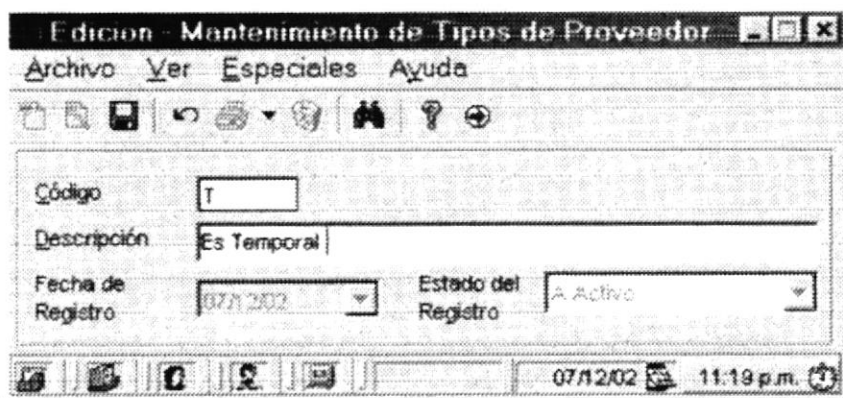 Edicion - Mantenimiento de Tipos de Proveedor
Archivo Ver Especiales Ayuda
Código T
Descripción Es Temporal
Fecha de Registro 07/12/02 Estado del Registro A Activo
07/12/02 11:19 p.m.